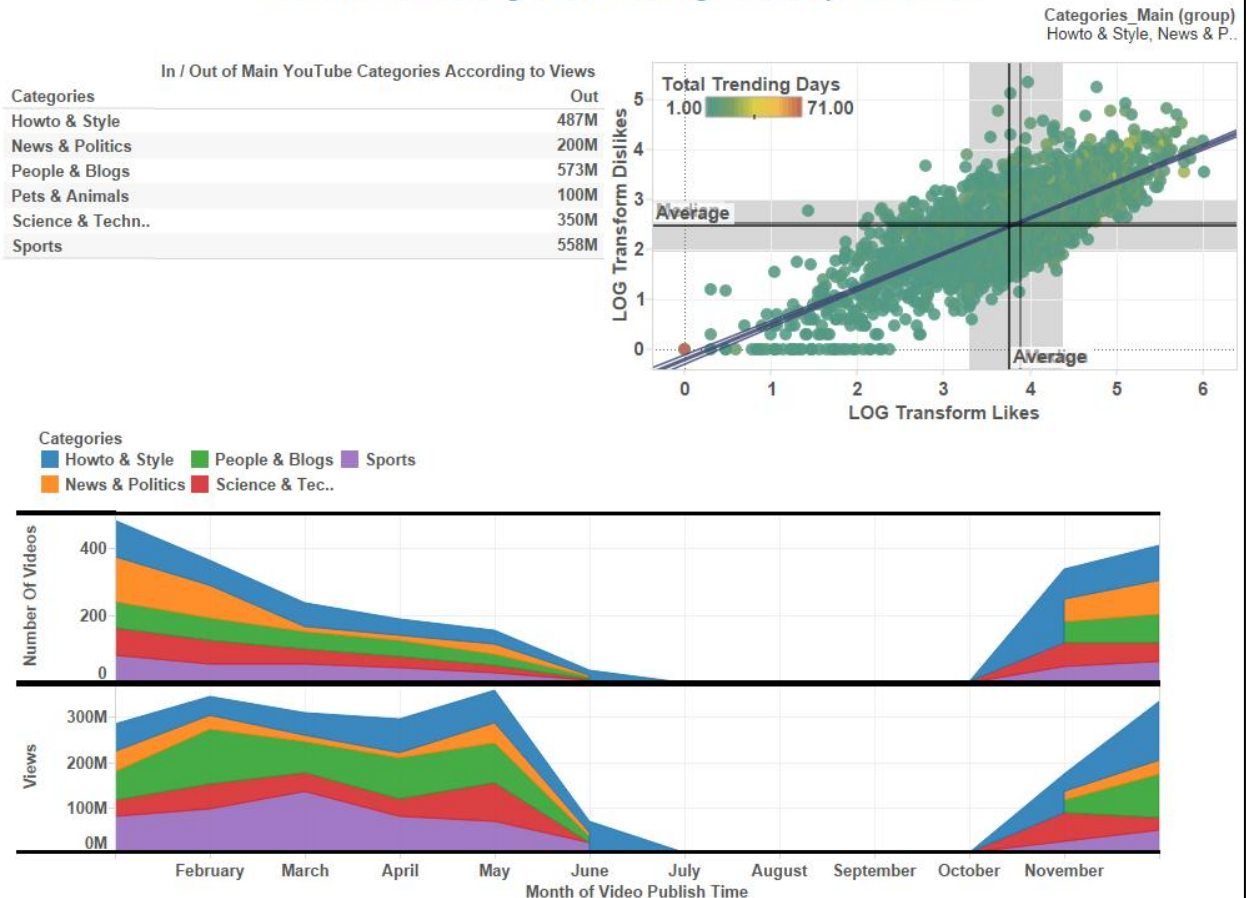 Categories_Main (group)
Howto & Style, News & P..
In / Out of Main YouTube Categories According to Views
Categories Out
Howto & Style 487M
News & Politics 200M
People & Blogs 573M
Pets & Animals 100M
Science & Techn.. 350M
Sports 558M
Total Trending Days
1.00 71.00
LOG Transform Dislikes
5
4
3
2
1
0
Average
Average
0 1 2 3 4 5 6
LOG Transform Likes
Categories
Howto & Style People & Blogs Sports
News & Politics Science & Tec..
Number Of Videos
400
200
0
Views
300M
200M
100M
0M
February March April May June July August September October November
Month of Video Publish Time